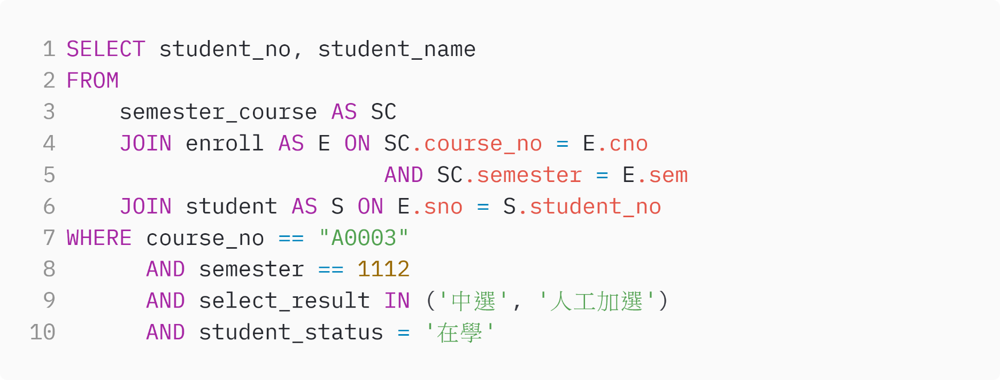 1 SELECT student_no, student_name
2 FROM
3     semester_course AS SC
4     JOIN enroll AS E ON SC.course_no = E.cno
5                         AND SC.semester = E.sem
6     JOIN student AS S ON E.sno = S.student_no
7 WHERE course_no == "A0003"
8       AND semester == 1112
9       AND select_result IN ('中選', '人工加選')
10       AND student_status = '在學'